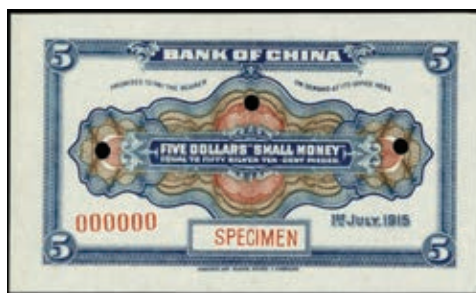 5 BANK OF CHINA 5
PROMISES TO PAY THE BEARER ON DEMAND AT ITS OFFICE HERE
FIVE DOLLARS SMALL MONEY
EQUAL TO FIFTY SILVER TEN-CENT PIECES
000000 1ST JULY, 1915
5 SPECIMEN 5